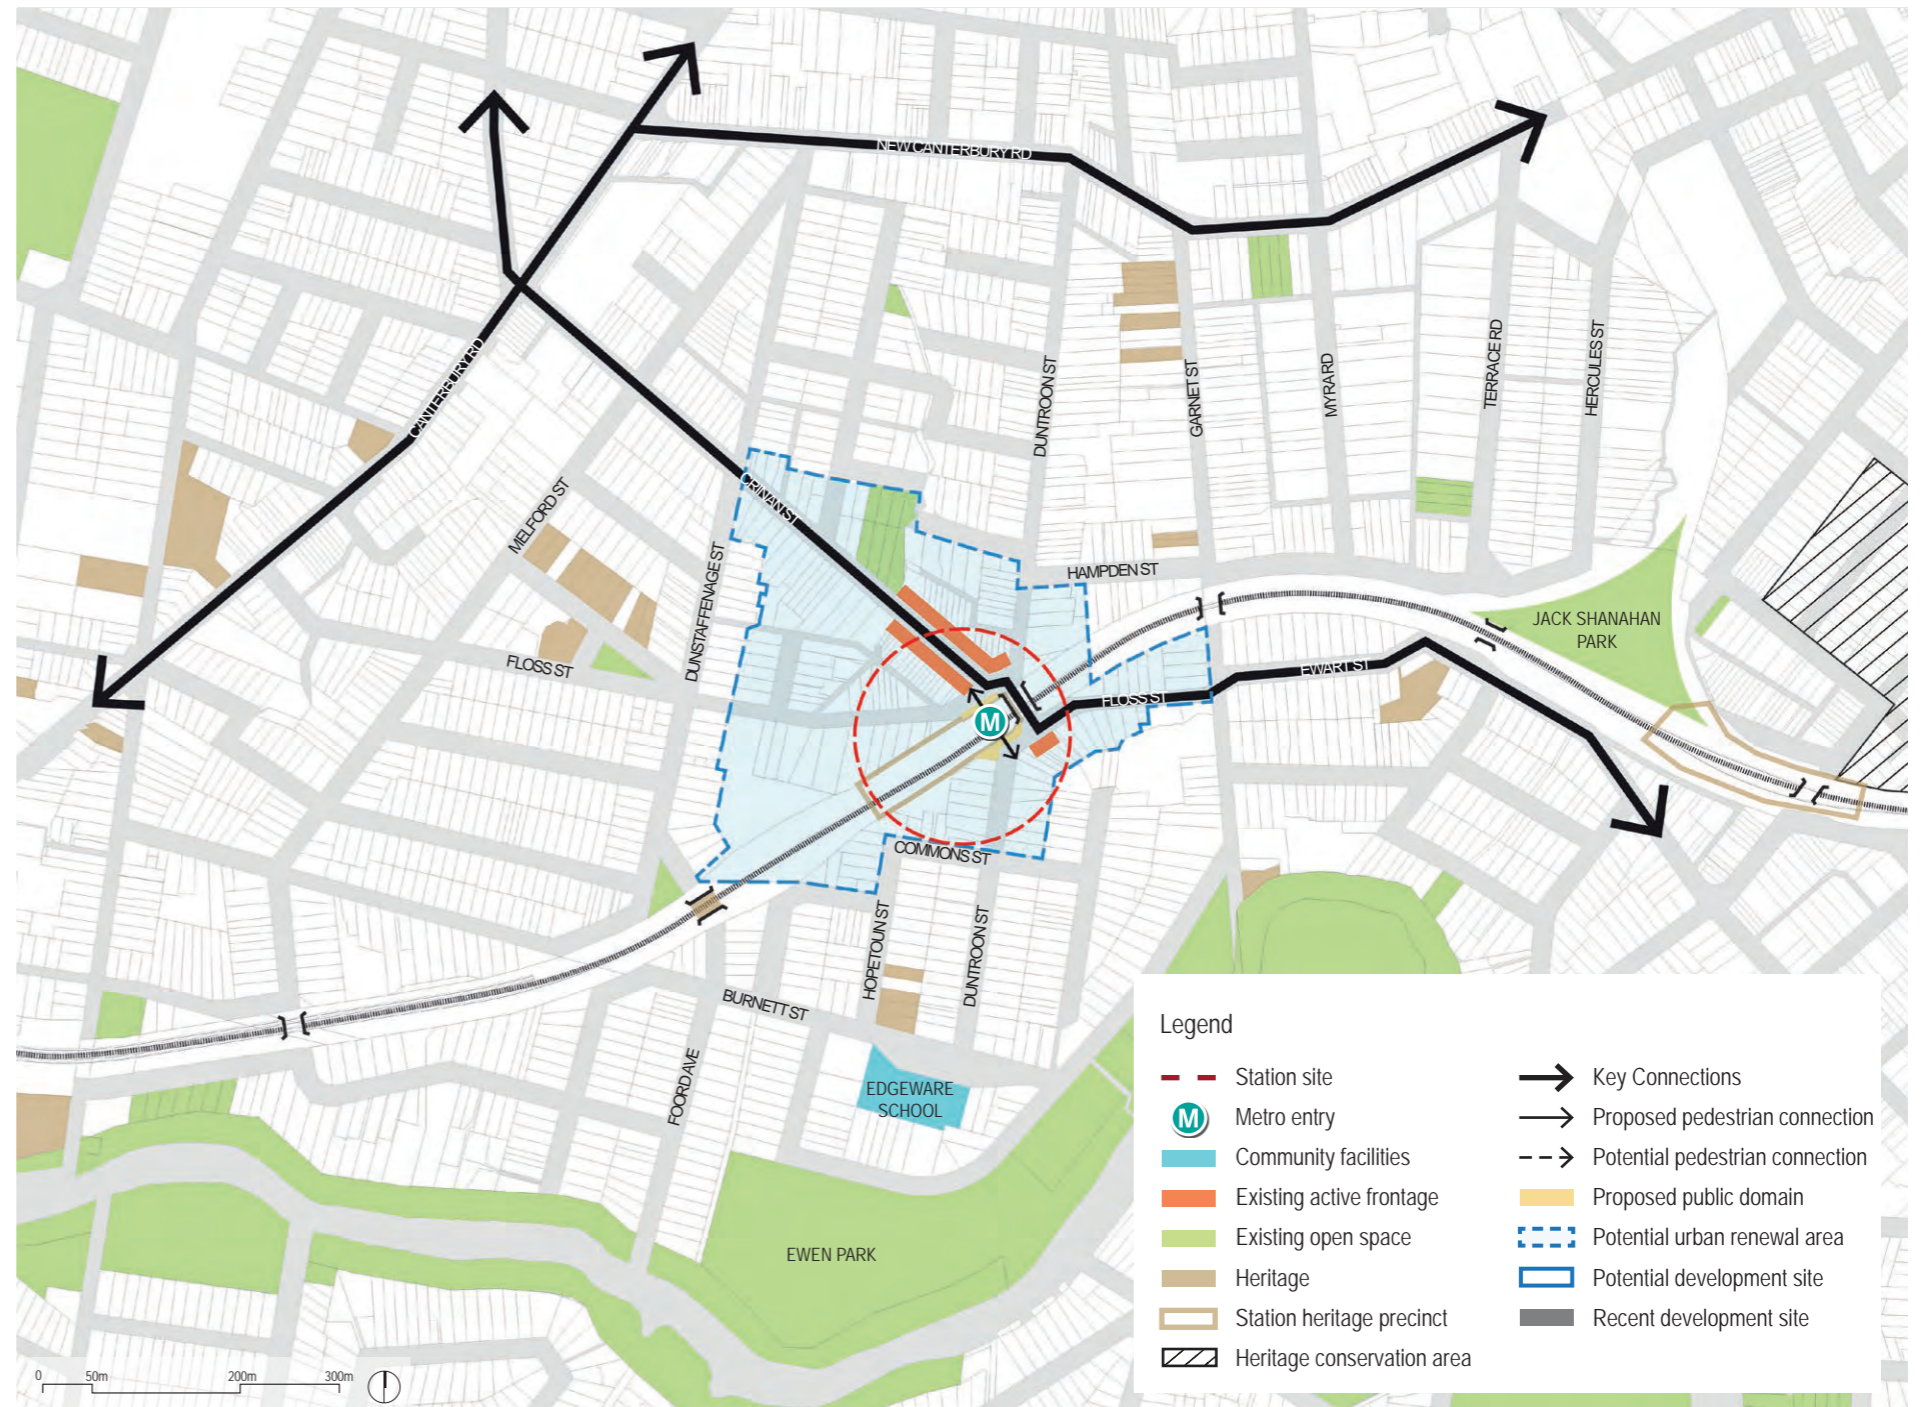 NEW CANTERBURY RD
CANTERBURY RD
DUNTROON ST
GARNET ST
MYRA RD
TERRACE RD
HERCULES ST
CRINAN ST
MELFORD ST
DUNSTAFFENAGE ST
HAMPDEN ST
JACK SHANAHAN
PARK
FLOSS ST
EWART ST
FLOSS ST
M
COMMONS ST
HOPETOUN ST
DUNTROON ST
BURNETT ST
FOORD AVE
EDGEWARE
SCHOOL
EWEN PARK
Legend
Station site
M
Metro entry
Community facilities
Existing active frontage
Existing open space
Heritage
Station heritage precinct
Heritage conservation area
Key Connections
Proposed pedestrian connection
Potential pedestrian connection
Proposed public domain
Potential urban renewal area
Potential development site
Recent development site
0 50m 200m 300m